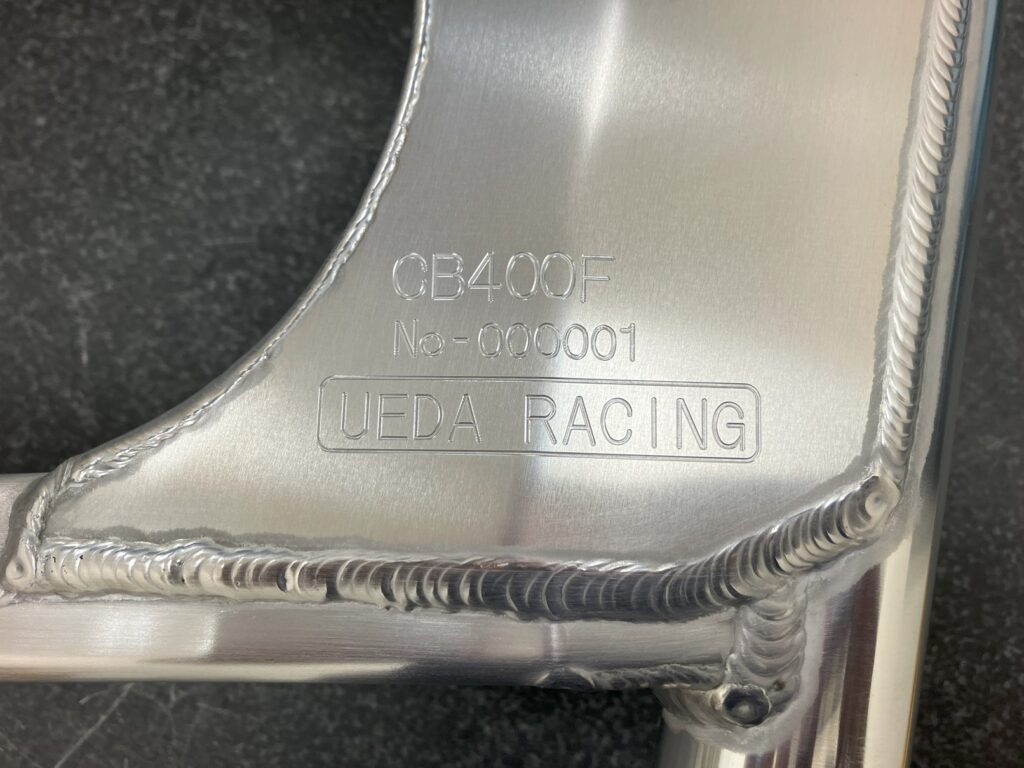 CB400F
No-000001
UEDA RACING